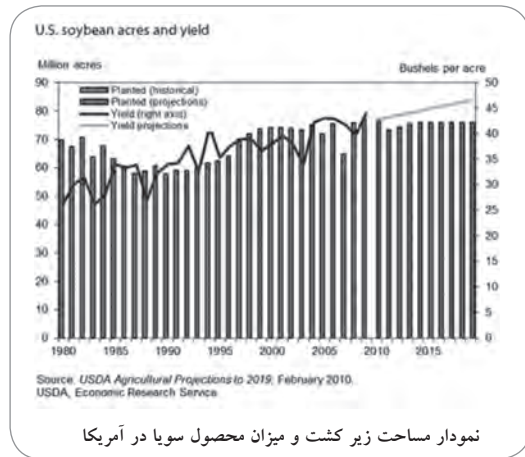 U.S. soybean acres and yield
Million acres Bushels per acre
Planted (historical)
Planted (projections)
Yield (right axis)
Yield projections
90
80
70
60
50
40
30
20
10
0
50
45
40
35
30
25
20
15
10
5
0
1980 1985 1990 1995 2000 2005 2010 2015
Source: USDA Agricultural Projections to 2019, February 2010.
USDA, Economic Research Service
نمودار مساحت زیر کشت و میزان محصول سویا در آمریکا